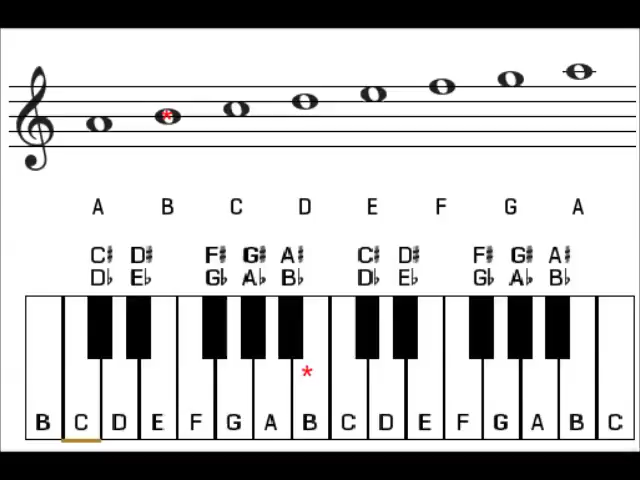 A B C D E F G A
C♯ D♯ F♯ G♯ A♯ C♯ D♯ F♯ G♯ A♯
D♭ E♭ G♭ A♭ B♭ D♭ E♭ G♭ A♭ B♭
B C D E F G A B C D E F G A B C